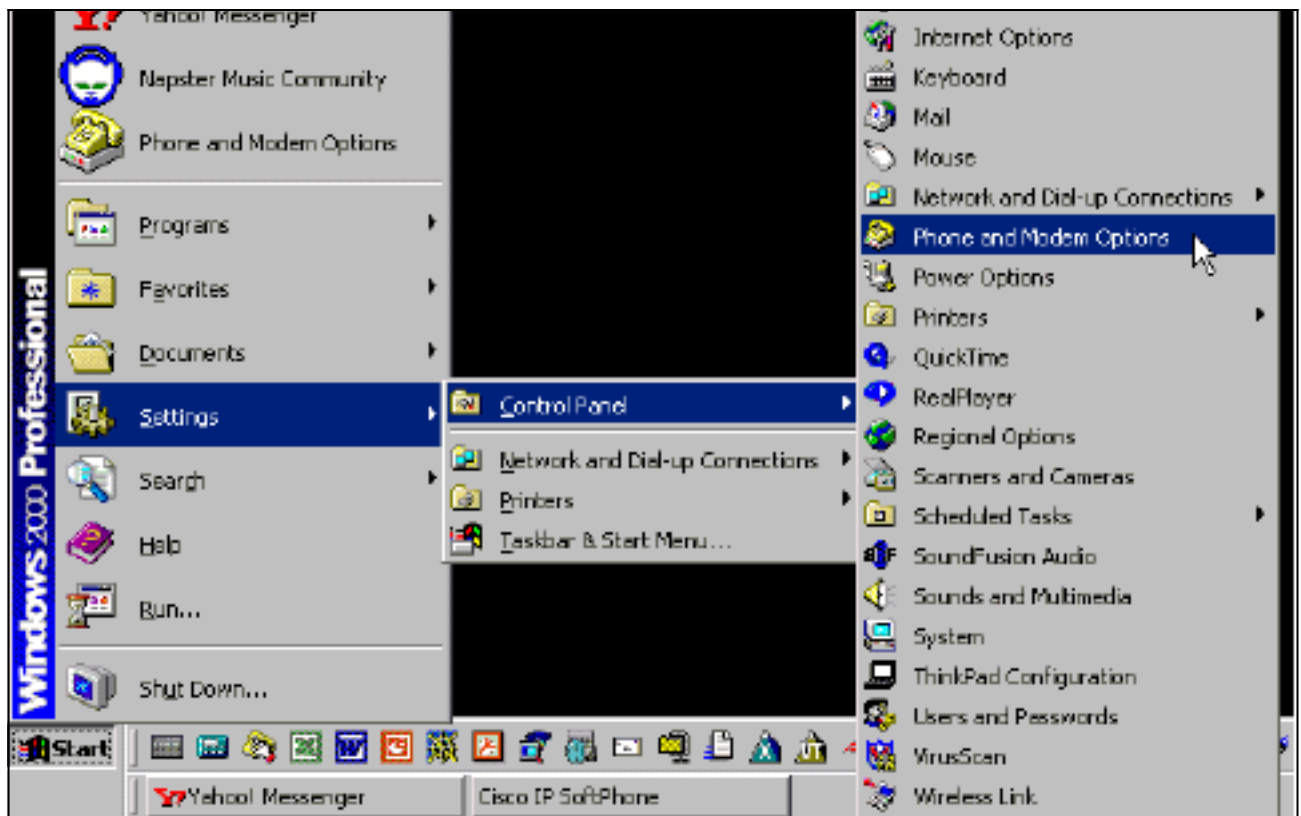 Yahoo! Messenger
Napster Music Community
Phone and Modem Options
Programs
Favorites
Documents
Settings
Search
Help
Run...
Shut Down...
Windows 2000 Professional
Control Panel
Network and Dial-up Connections
Printers
Taskbar & Start Menu...
Internet Options
Keyboard
Mail
Mouse
Network and Dial-up Connections
Phone and Modem Options
Power Options
Printers
QuickTime
RealPlayer
Regional Options
Scanners and Cameras
Scheduled Tasks
SoundFusion Audio
Sounds and Multimedia
System
ThinkPad Configuration
Users and Passwords
VirusScan
Wireless Link
Start
Yahoo! Messenger
Cisco IP SoftPhone